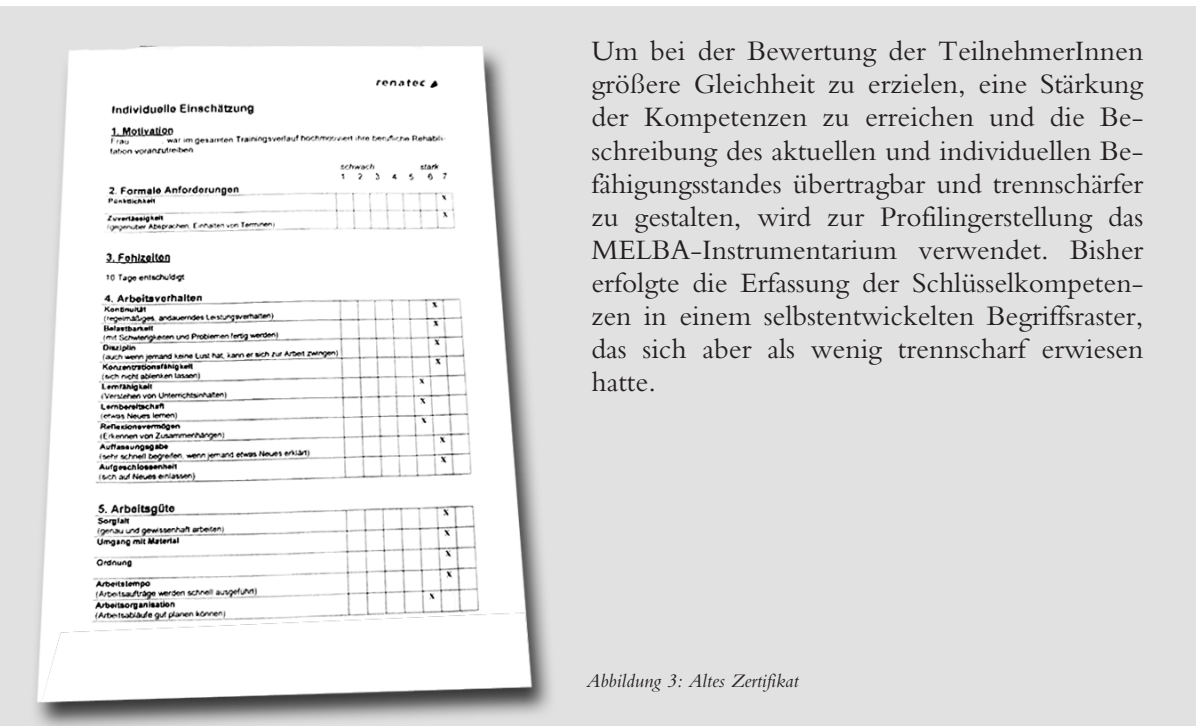 renatec
Individuelle Einschätzung
1. Motivation
Frau war im gesamten Trainingsverlauf hochmotiviert ihre berufliche Rehabili-
tation voranzutreiben
schwach stark
1 2 3 4 5 6 7
2. Formale Anforderungen
Pünktlichkeit x
Zuverlässigkeit x
(gegenüber Absprachen, Einhalten von Terminen)
3. Fehlzeiten
10 Tage entschuldigt
4. Arbeitsverhalten
Kontinuität x
(regelmäßiges, andauerndes Leistungsverhalten)
Belastbarkeit x
(mit Schwierigkeiten und Problemen fertig werden)
Disziplin x
(auch wenn jemand keine Lust hat, kann er sich zur Arbeit zwingen)
Konzentrationsfähigkeit x
(sich nicht ablenken lassen)
Lernfähigkeit x
(Verstehen von Unterrichtsinhalten)
Lernbereitschaft x
(etwas Neues lernen)
Reflexionsvermögen x
(Erkennen von Zusammenhängen)
Auffassungsgabe x
(sehr schnell begreifen, wenn jemand etwas Neues erklärt)
Aufgeschlossenheit x
(sich auf Neues einlassen)
5. Arbeitsgüte
Sorgfalt x
(genau und gewissenhaft arbeiten)
Umgang mit Material x
Ordnung x
Arbeitstempo x
(Arbeitsaufträge werden schnell ausgeführt)
Arbeitsorganisation x
(Arbeitsabläufe gut planen können)
Um bei der Bewertung der TeilnehmerInnen
größere Gleichheit zu erzielen, eine Stärkung
der Kompetenzen zu erreichen und die Be-
schreibung des aktuellen und individuellen Be-
fähigungsstandes übertragbar und trennschärfer
zu gestalten, wird zur Profilingerstellung das
MELBA-Instrumentarium verwendet. Bisher
erfolgte die Erfassung der Schlüsselkompeten-
zen in einem selbstentwickelten Begriffsraster,
das sich aber als wenig trennscharf erwiesen
hatte.
Abbildung 3: Altes Zertifikat